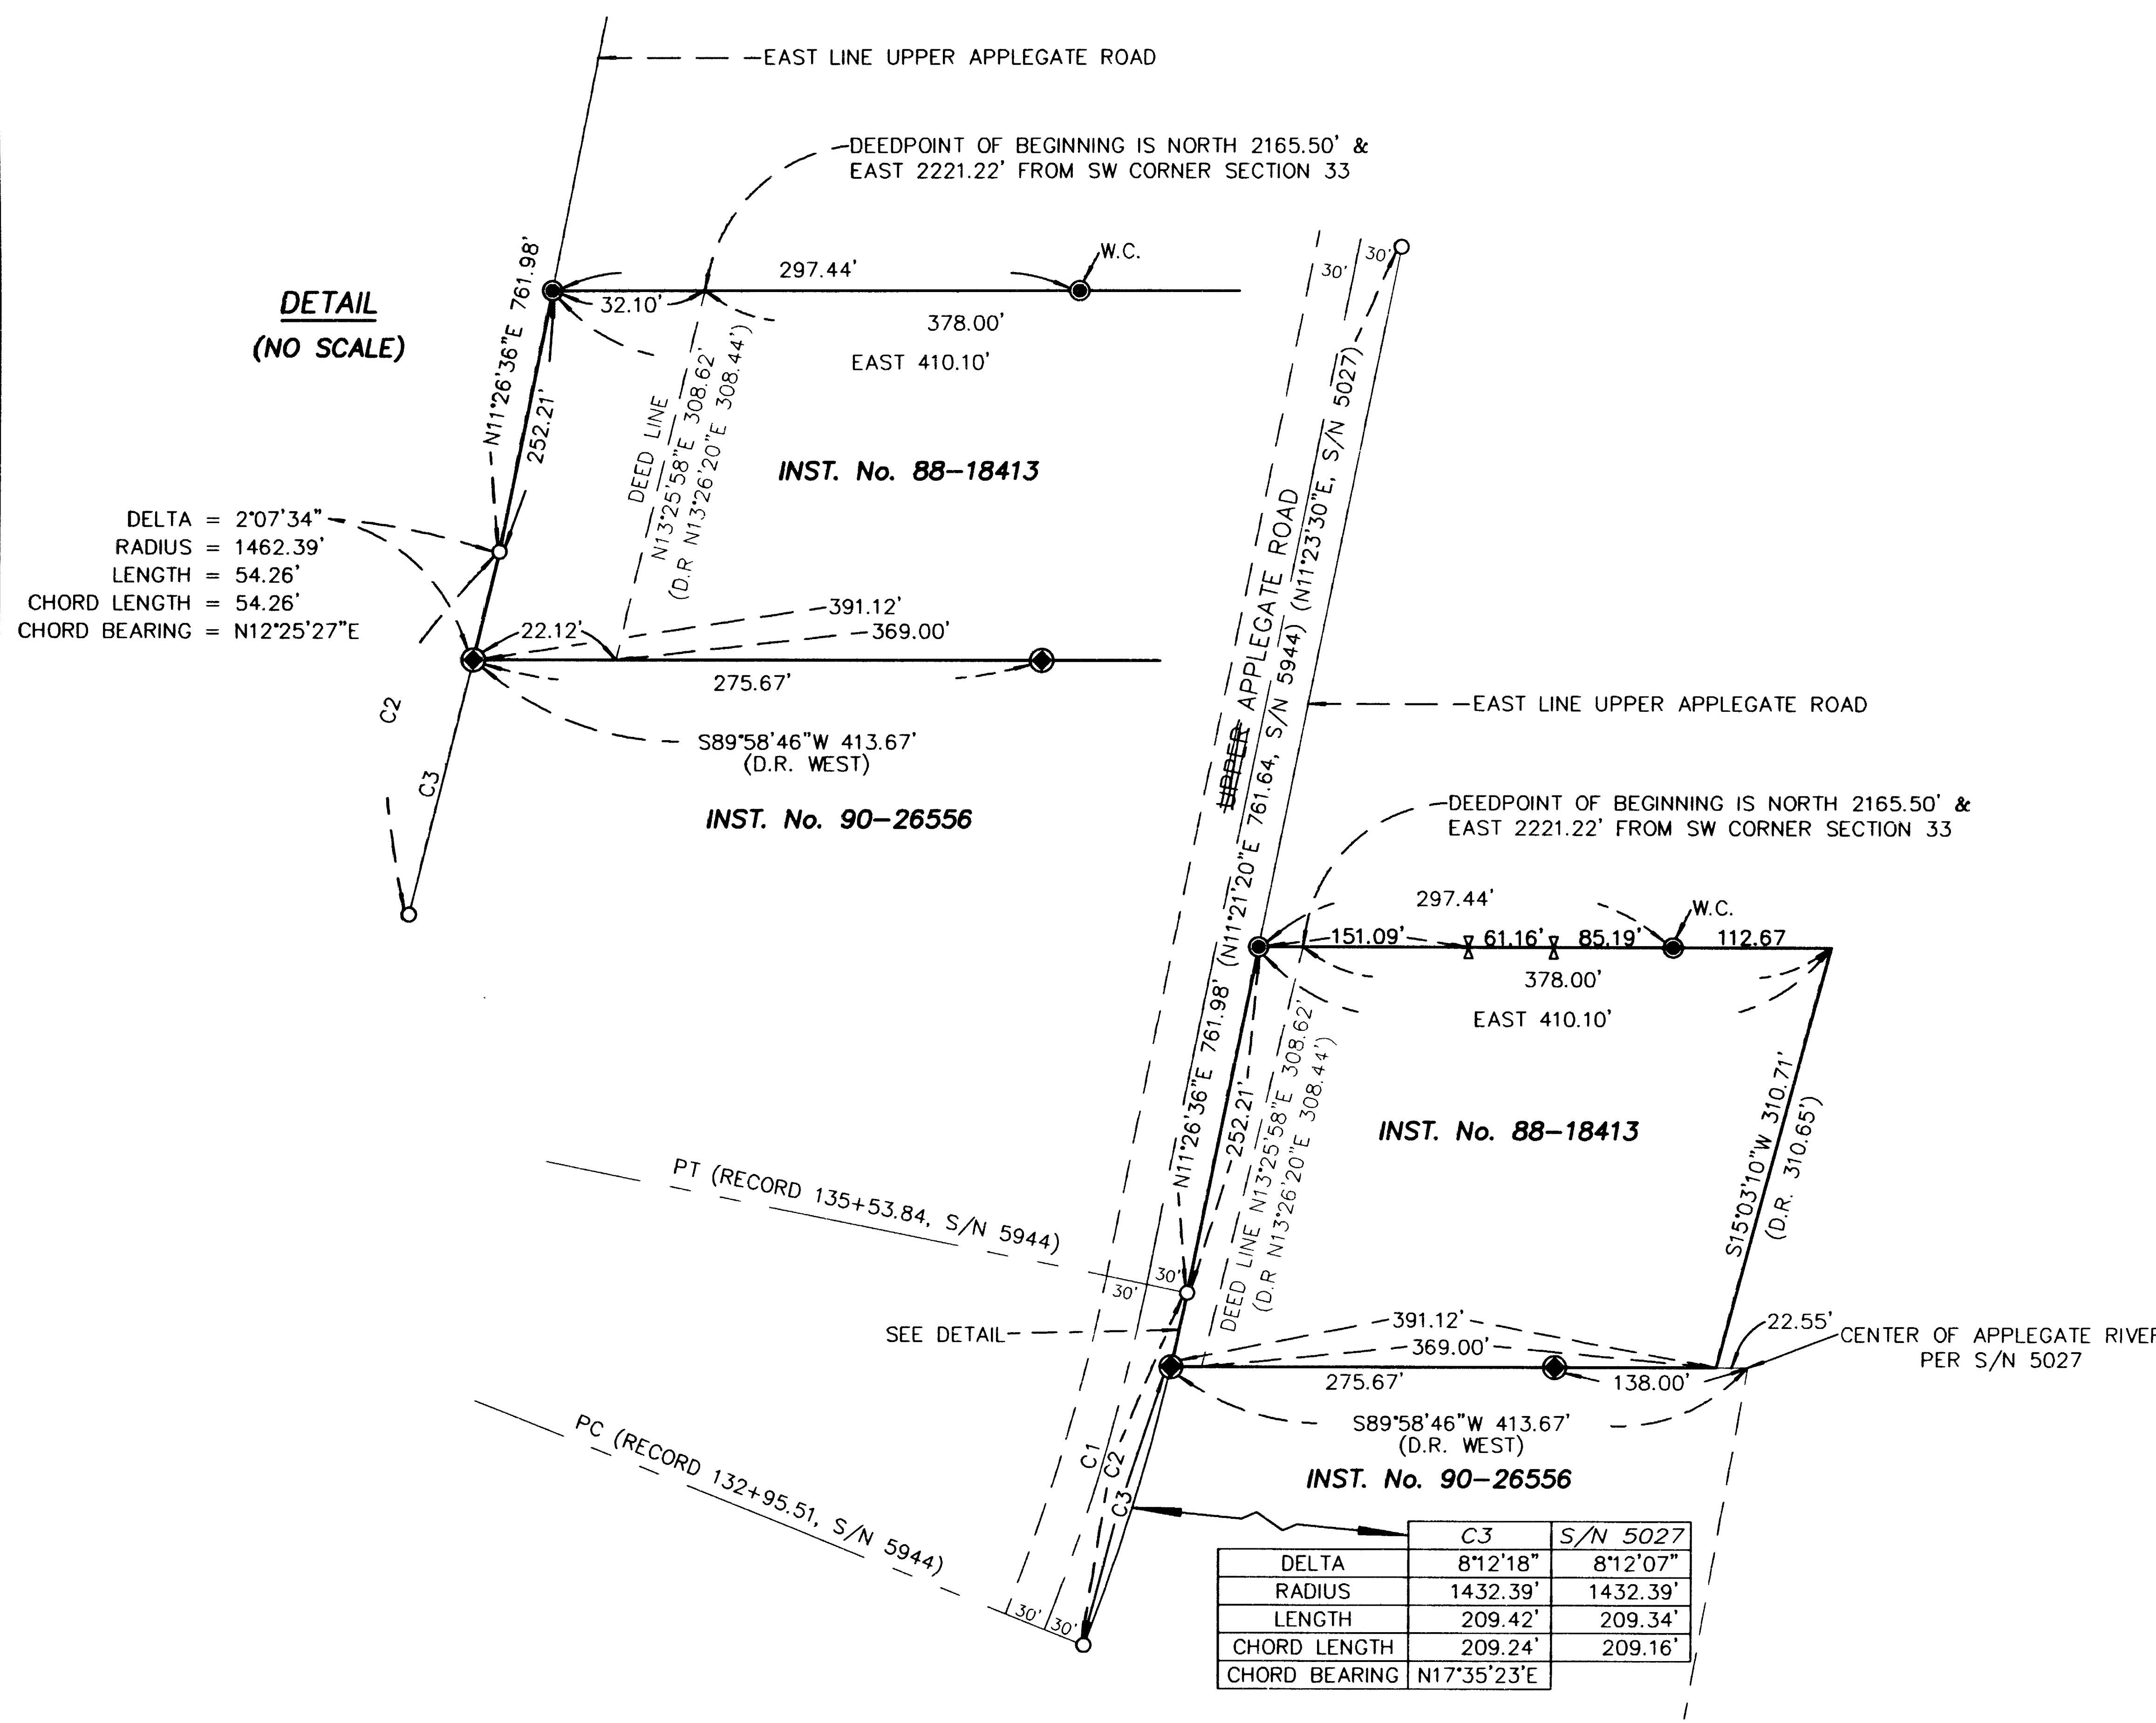 EAST LINE UPPER APPLEGATE ROAD
DEEDPOINT OF BEGINNING IS NORTH 2165.50' &
EAST 2221.22' FROM SW CORNER SECTION 33
W.C.
297.44'
32.10'
378.00'
EAST 410.10'
DETAIL
(NO SCALE)
N11°26'36"E 761.98'
252.21'
DEED LINE
N13°25'58"E 308.62'
(D.R N13°26'20"E 308.44')
INST. No. 88-18413
DELTA = 2°07'34"
RADIUS = 1462.39'
LENGTH = 54.26'
CHORD LENGTH = 54.26'
CHORD BEARING = N12°25'27"E
391.12'
22.12'
369.00'
275.67'
C2
S89°58'46"W 413.67'
(D.R. WEST)
C3
INST. No. 90-26556
30'
30'
UPPER APPLEGATE ROAD
N11°26'36"E 761.98' (N11°21'20"E 761.64, S/N 5944) (N11°23'30"E, S/N 5027)
EAST LINE UPPER APPLEGATE ROAD
DEEDPOINT OF BEGINNING IS NORTH 2165.50' &
EAST 2221.22' FROM SW CORNER SECTION 33
297.44'
W.C.
151.09'
61.16'
85.19'
112.67
378.00'
EAST 410.10'
252.21'
DEED LINE N13°25'58"E 308.62'
(D.R N13°26'20"E 308.44')
INST. No. 88-18413
S15°03'10"W 310.71'
(D.R. 310.65')
PT (RECORD 135+53.84, S/N 5944)
30'
30'
SEE DETAIL
391.12'
369.00'
22.55'
CENTER OF APPLEGATE RIVER
PER S/N 5027
275.67'
138.00'
S89°58'46"W 413.67'
(D.R. WEST)
INST. No. 90-26556
C1
C2
C3
PC (RECORD 132+95.51, S/N 5944)
30'
30'
C3 S/N 5027
DELTA 8°12'18" 8°12'07"
RADIUS 1432.39' 1432.39'
LENGTH 209.42' 209.34'
CHORD LENGTH 209.24' 209.16'
CHORD BEARING N17°35'23'E